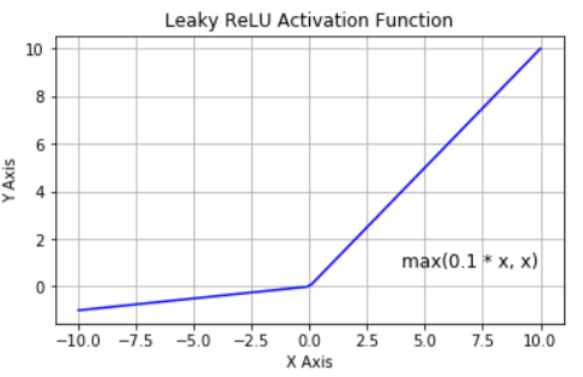 Leaky ReLU Activation Function
10
8
6
4
2
0
Y Axis
max(0.1 * x, x)
−10.0 −7.5 −5.0 −2.5 0.0 2.5 5.0 7.5 10.0
X Axis